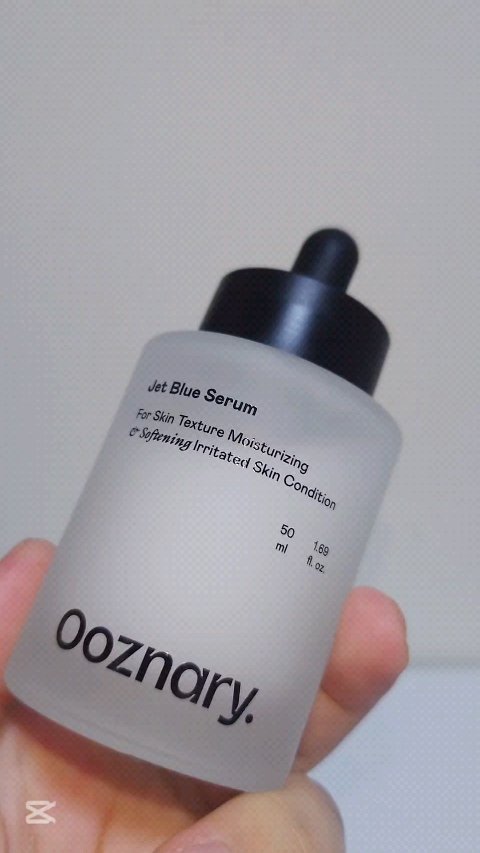 Jet Blue Serum
For Skin Texture Moisturizing
& Softening Irritated Skin Condition
50 1.69
ml fl. oz.
Ooznary.